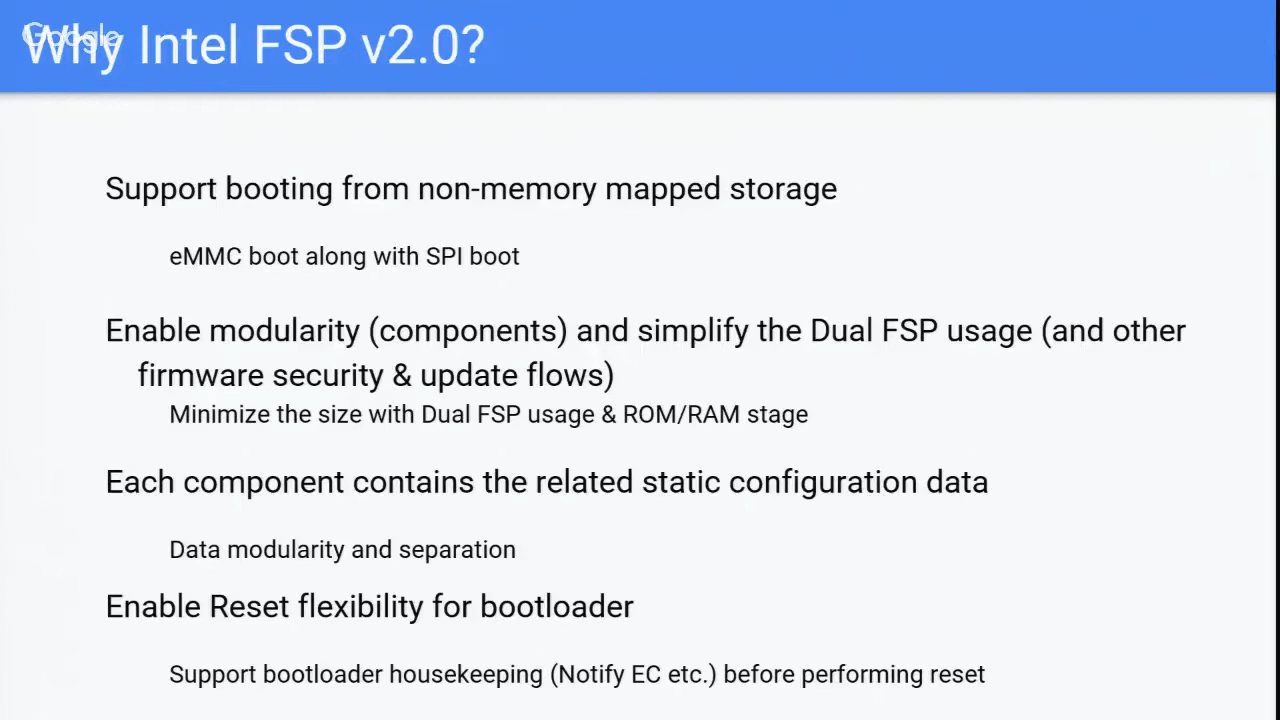 Google
Why Intel FSP v2.0?
Support booting from non-memory mapped storage
eMMC boot along with SPI boot
Enable modularity (components) and simplify the Dual FSP usage (and other
firmware security & update flows)
Minimize the size with Dual FSP usage & ROM/RAM stage
Each component contains the related static configuration data
Data modularity and separation
Enable Reset flexibility for bootloader
Support bootloader housekeeping (Notify EC etc.) before performing reset